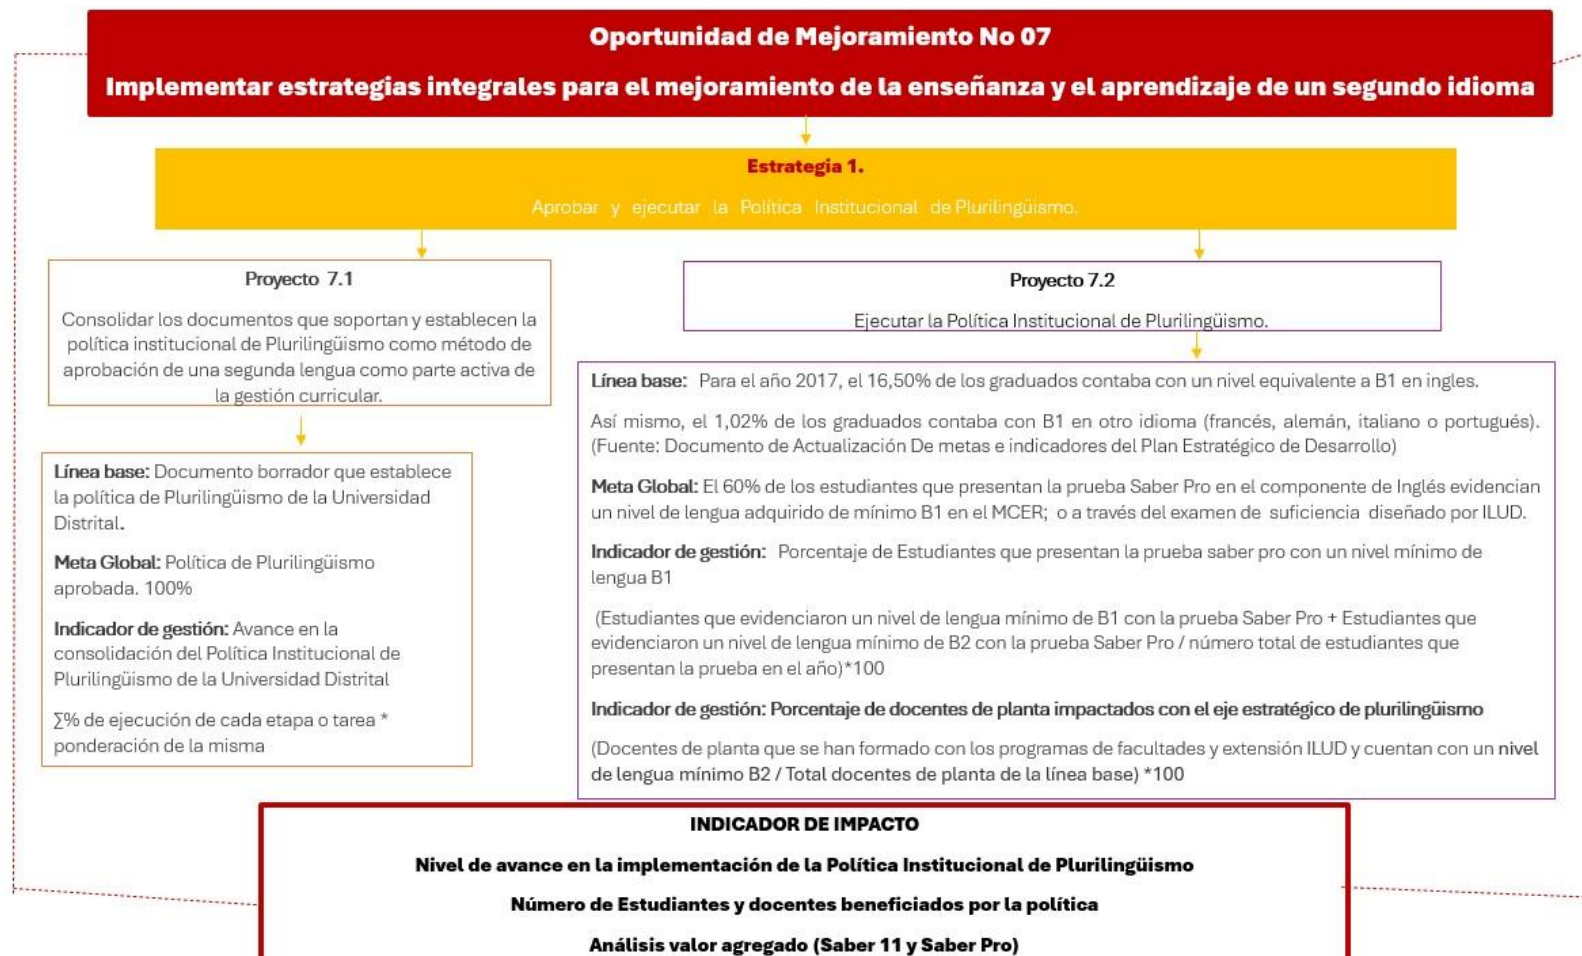 Oportunidad de Mejoramiento No 07
Implementar estrategias integrales para el mejoramiento de la enseñanza y el aprendizaje de un segundo idioma
Estrategia 1.
Aprobar y ejecutar la Política Institucional de Plurilingüismo.
Proyecto 7.1
Consolidar los documentos que soportan y establecen la
política institucional de Plurilingüismo como método de
aprobación de una segunda lengua como parte activa de
la gestión curricular.
Línea base: Documento borrador que establece
la política de Plurilingüismo de la Universidad
Distrital.
Meta Global: Política de Plurilingüismo
aprobada. 100%
Indicador de gestión: Avance en la
consolidación del Política Institucional de
Plurilingüismo de la Universidad Distrital
∑% de ejecución de cada etapa o tarea *
ponderación de la misma
Proyecto 7.2
Ejecutar la Política Institucional de Plurilingüismo.
Línea base: Para el año 2017, el 16,50% de los graduados contaba con un nivel equivalente a B1 en ingles.
Así mismo, el 1,02% de los graduados contaba con B1 en otro idioma (francés, alemán, italiano o portugués).
(Fuente: Documento de Actualización De metas e indicadores del Plan Estratégico de Desarrollo)
Meta Global: El 60% de los estudiantes que presentan la prueba Saber Pro en el componente de Inglés evidencian
un nivel de lengua adquirido de mínimo B1 en el MCER; o a través del examen de suficiencia diseñado por ILUD.
Indicador de gestión: Porcentaje de Estudiantes que presentan la prueba saber pro con un nivel mínimo de
lengua B1
(Estudiantes que evidenciaron un nivel de lengua mínimo de B1 con la prueba Saber Pro + Estudiantes que
evidenciaron un nivel de lengua mínimo de B2 con la prueba Saber Pro / número total de estudiantes que
presentan la prueba en el año)*100
Indicador de gestión: Porcentaje de docentes de planta impactados con el eje estratégico de plurilingüismo
(Docentes de planta que se han formado con los programas de facultades y extensión ILUD y cuentan con un nivel
de lengua mínimo B2 / Total docentes de planta de la línea base) *100
INDICADOR DE IMPACTO
Nivel de avance en la implementación de la Política Institucional de Plurilingüismo
Número de Estudiantes y docentes beneficiados por la política
Análisis valor agregado (Saber 11 y Saber Pro)